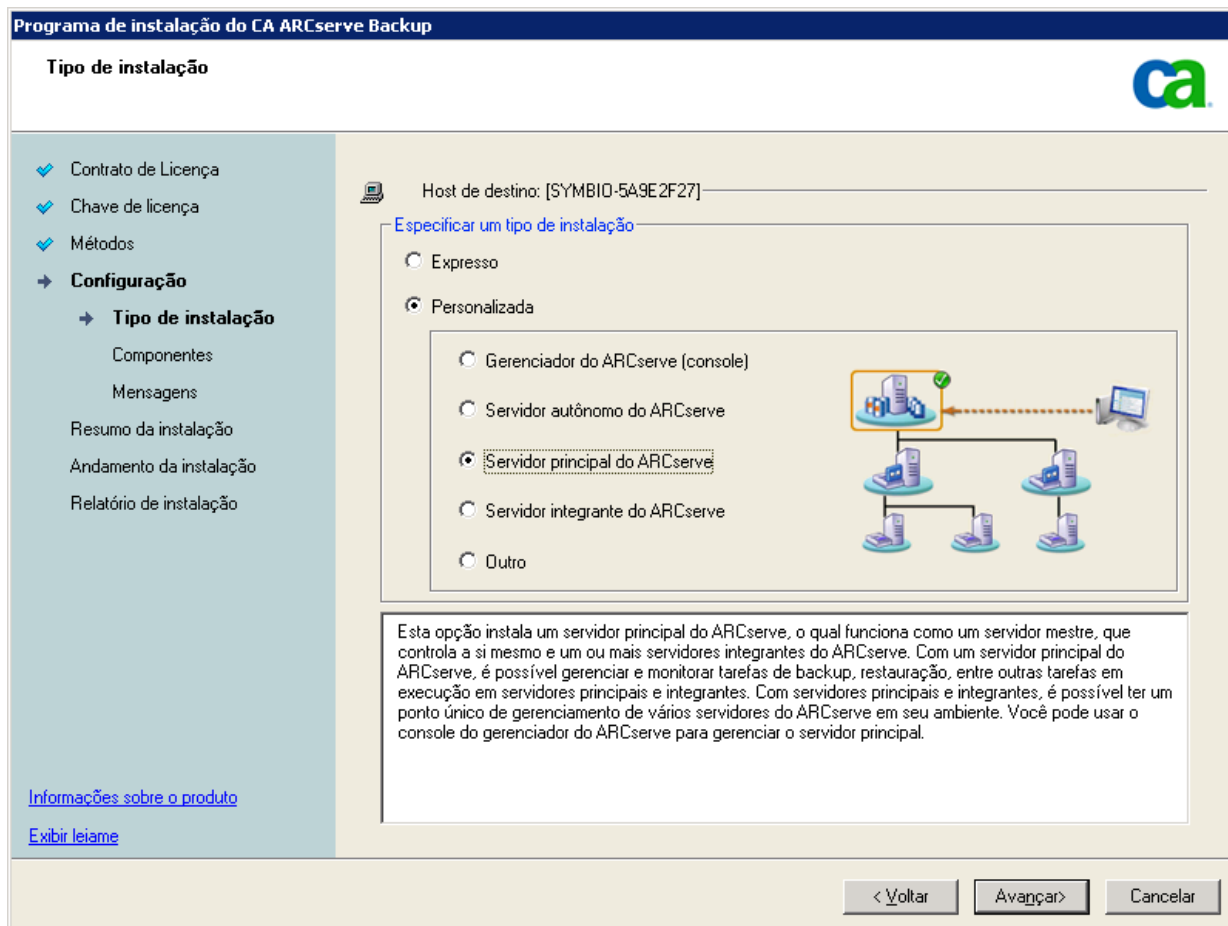 Programa de instalação do CA ARCserve Backup
Tipo de instalação
ca
Contrato de Licença
Chave de licença
Métodos
Configuração
Tipo de instalação
Componentes
Mensagens
Resumo da instalação
Andamento da instalação
Relatório de instalação
Informações sobre o produto
Exibir leiame
Host de destino: [SYMBIO-5A9E2F27]
Especificar um tipo de instalação
Expresso
Personalizada
Gerenciador do ARCserve (console)
Servidor autônomo do ARCserve
Servidor principal do ARCserve
Servidor integrante do ARCserve
Outro
Esta opção instala um servidor principal do ARCserve, o qual funciona como um servidor mestre, que
controla a si mesmo e um ou mais servidores integrantes do ARCserve. Com um servidor principal do
ARCserve, é possível gerenciar e monitorar tarefas de backup, restauração, entre outras tarefas em
execução em servidores principais e integrantes. Com servidores principais e integrantes, é possível ter um
ponto único de gerenciamento de vários servidores do ARCserve em seu ambiente. Você pode usar o
console do gerenciador do ARCserve para gerenciar o servidor principal.
< Voltar
Avançar>
Cancelar